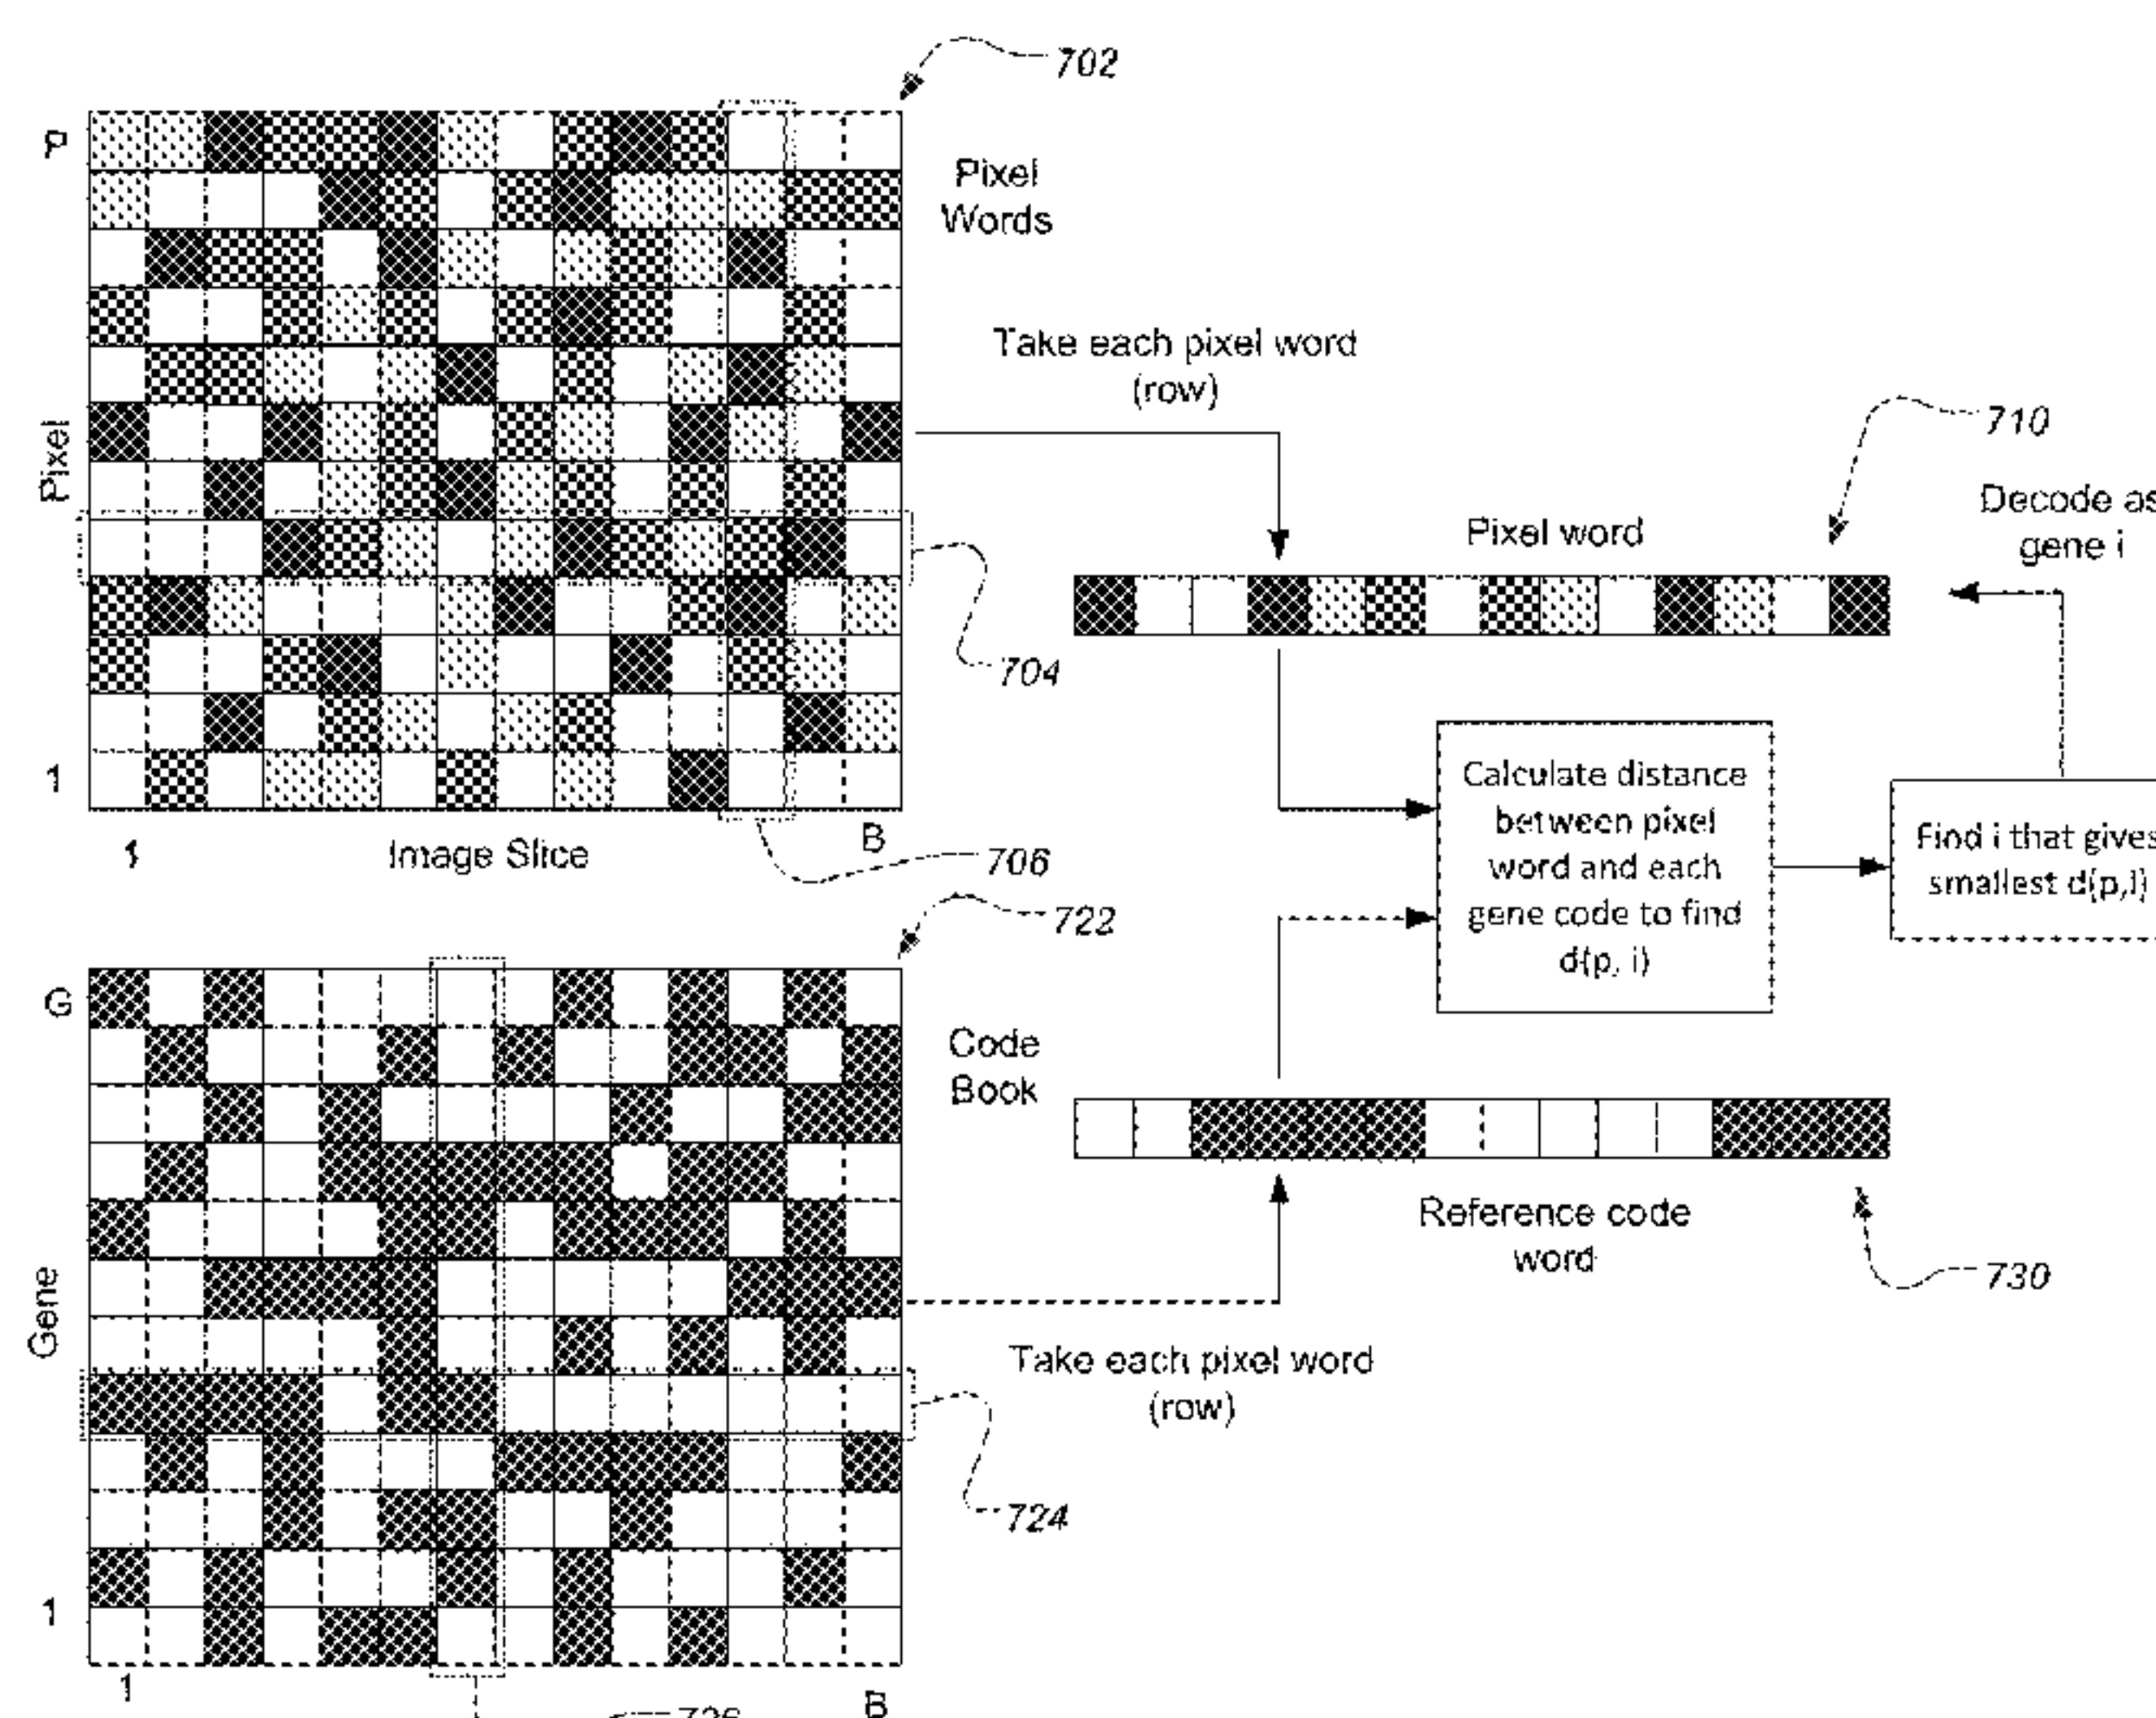 702
P
Pixel
Words
Take each pixel word
(row)
710
Pixel
Decode as
gene i
Pixel word
704
1
Calculate distance
between pixel
word and each
gene code to find
d(p, i)
Find i that gives
smallest d(p,i)
1
Image Slice
B
706
722
G
Code
Book
Reference code
word
730
Gene
Take each pixel word
(row)
724
1
1
B
726